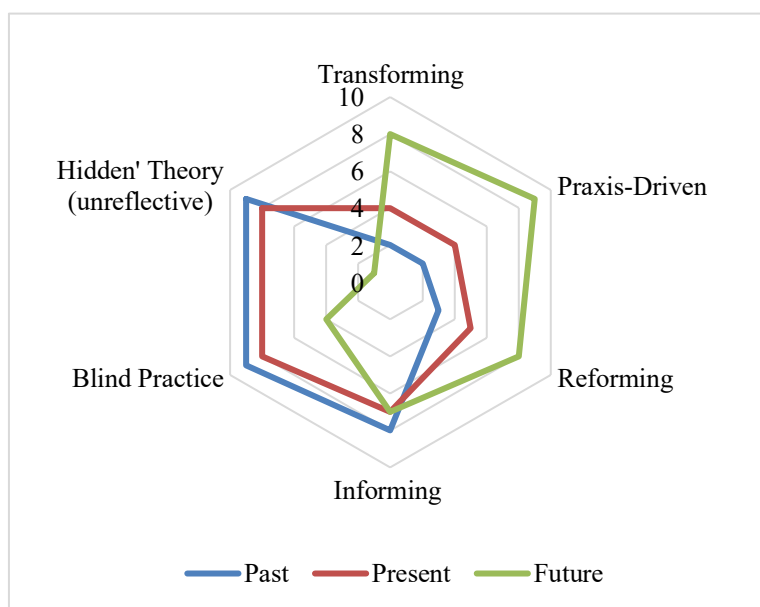 Transforming
10
8
6
4
2
0
Hidden' Theory
(unreflective)
Praxis-Driven
Blind Practice
Reforming
Informing
Past Present Future